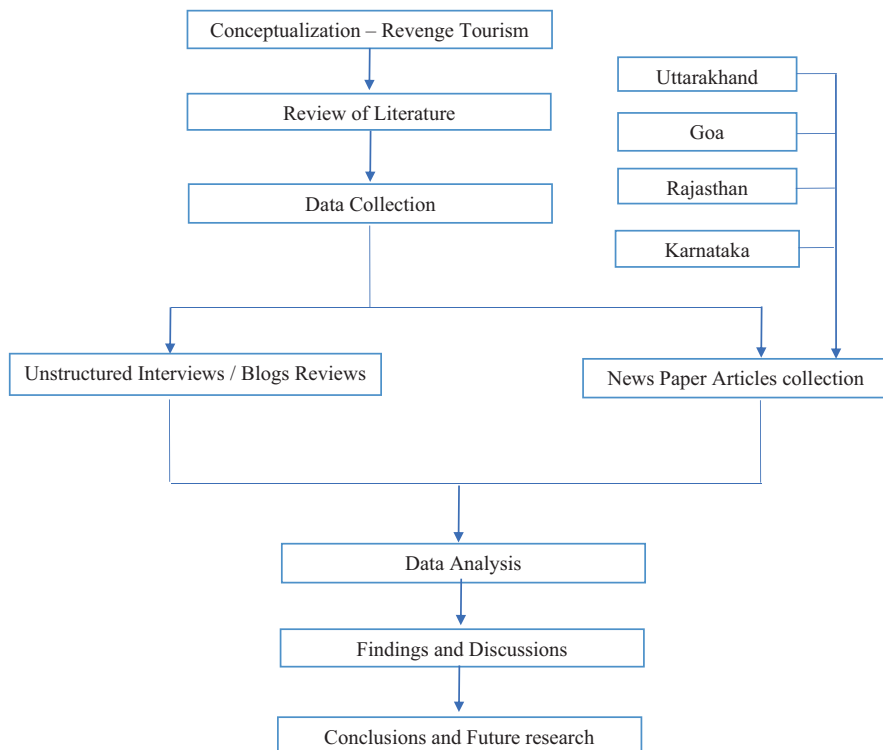 Conceptualization – Revenge Tourism
Uttarakhand
Review of Literature
Goa
Rajasthan
Data Collection
Karnataka
Unstructured Interviews / Blogs Reviews
News Paper Articles collection
Data Analysis
Findings and Discussions
Conclusions and Future research